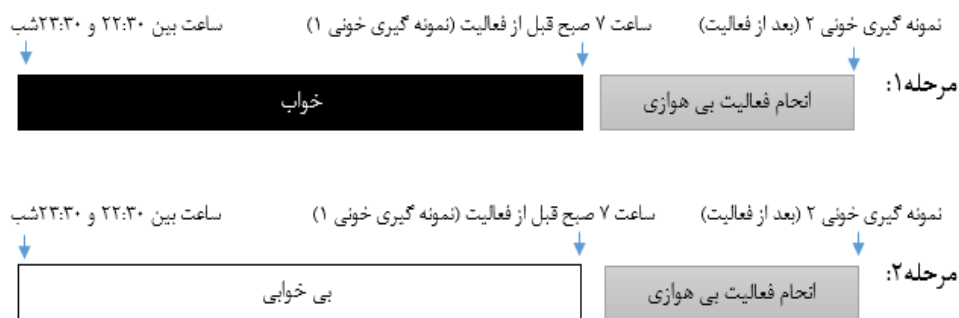 نمونه گیری خونی ۲ (بعد از فعالیت) ساعت ۷ صبح قبل از فعالیت (نمونه گیری خونی ۱) ساعت بین ۲۲:۳۰ و ۲۳:۳۰شب
مرحله۱:
انجام فعالیت بی هوازی خواب
نمونه گیری خونی ۲ (بعد از فعالیت) ساعت ۷ صبح قبل از فعالیت (نمونه گیری خونی ۱) ساعت بین ۲۲:۳۰ و ۲۳:۳۰شب
مرحله۲:
انجام فعالیت بی هوازی بی خوابی